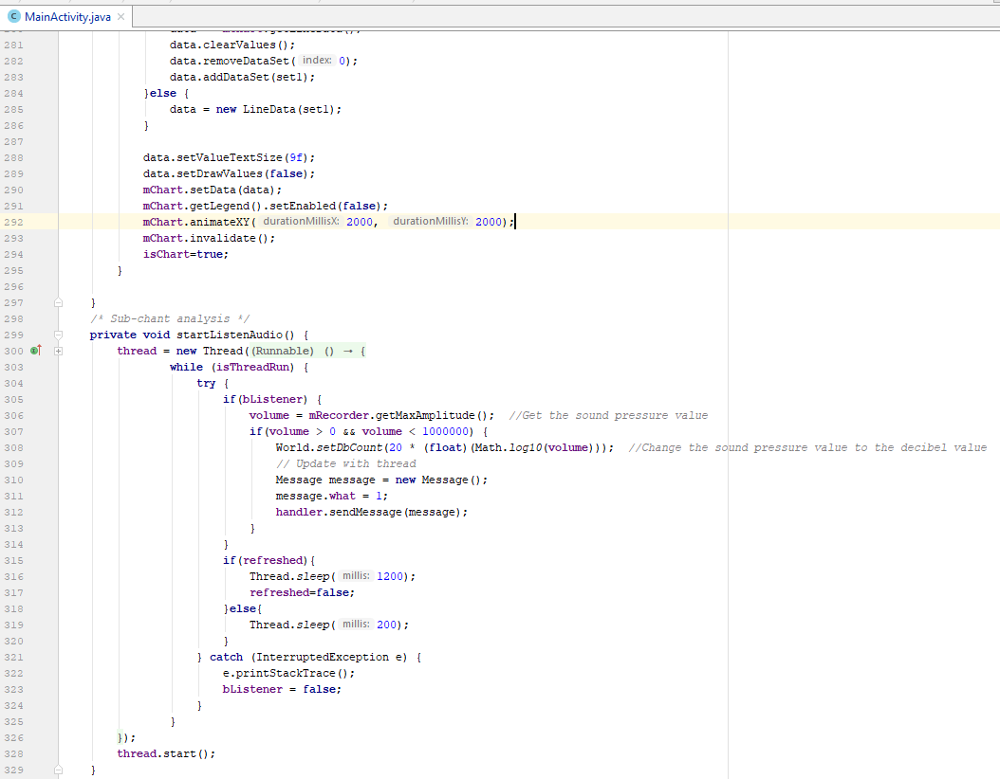 MainActivity.java
281 data.clearValues();
282 data.removeDataSet( index: 0);
283 data.addDataSet(set1);
284 }else {
285 data = new LineData(set1);
286 }
287
288 data.setValueTextSize(9f);
289 data.setDrawValues(false);
290 mChart.setData(data);
291 mChart.getLegend().setEnabled(false);
292 mChart.animateXY( durationMillisX: 2000, durationMillisY: 2000);
293 mChart.invalidate();
294 isChart=true;
295 }
296
297 }
298 /* Sub-chant analysis */
299 private void startListenAudio() {
300 thread = new Thread((Runnable) () → {
303 while (isThreadRun) {
304 try {
305 if(bListener) {
306 volume = mRecorder.getMaxAmplitude(); //Get the sound pressure value
307 if(volume > 0 && volume < 1000000) {
308 World.setDbCount(20 * (float)(Math.log10(volume))); //Change the sound pressure value to the decibel value
309 // Update with thread
310 Message message = new Message();
311 message.what = 1;
312 handler.sendMessage(message);
313 }
314 }
315 if(refreshed){
316 Thread.sleep( millis: 1200);
317 refreshed=false;
318 }else{
319 Thread.sleep( millis: 200);
320 }
321 } catch (InterruptedException e) {
322 e.printStackTrace();
323 bListener = false;
324 }
325 }
326 });
328 thread.start();
329 }